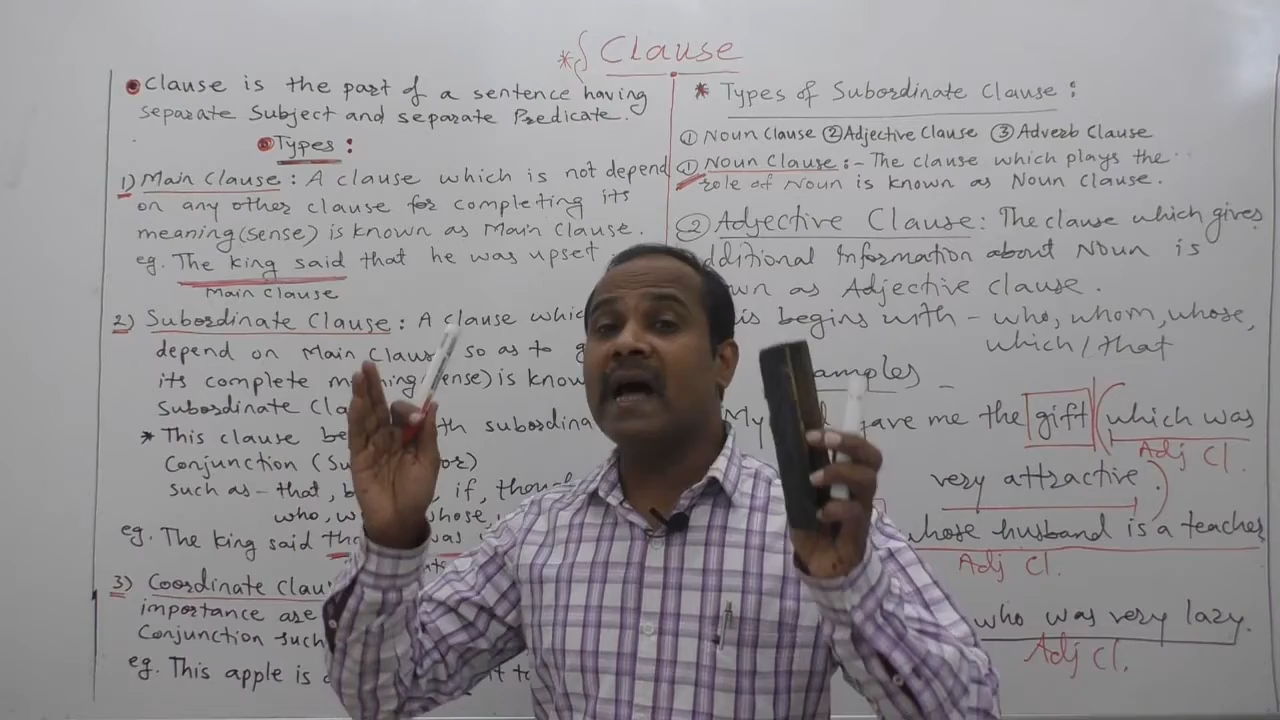 * { Clause
• Clause is the part of a sentence having
separate Subject and separate Predicate.
• Types :
1) Main Clause : A clause which is not depend
on any other clause for completing its
meaning (sense) is known as Main Clause.
eg. The king said that he was upset
Main Clause
2) Subordinate Clause : A clause
depend on Main so as to
its complete is
subordinate
* This clause
Conjunction
such as – that, if,
who,
eg. The king said
3) Coordinate
importance are
Conjunction such
eg. This apple is
* Types of Subordinate Clause :
① Noun Clause ② Adjective Clause ③ Adverb Clause
① Noun Clause :- The clause which plays the
role of Noun is known as Noun Clause.
② Adjective Clause : The clause which gives
Information about Noun is
as Adjective clause.
begins with – who, whom, whose,
which / that
My me the gift (which was
Adj Cl.
very attractive.)
husband is a teacher
Adj Cl.
who was very lazy.
Adj Cl.